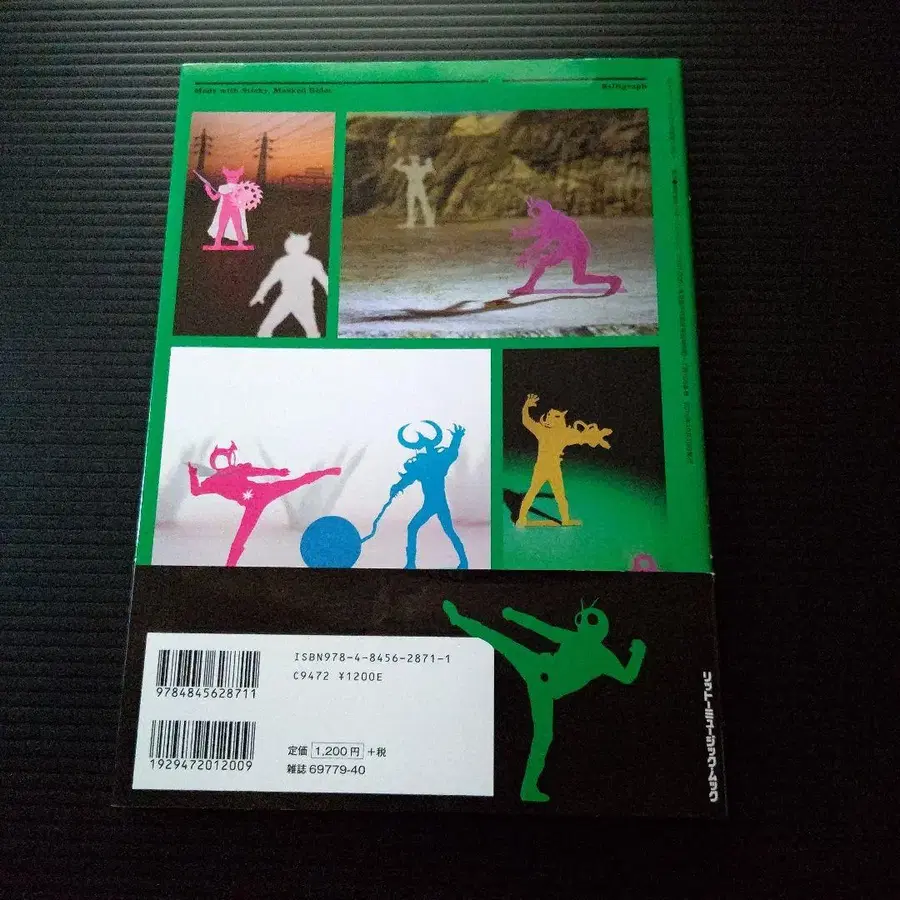 Made with Sticky, Masked Rider
ISBN978-4-8456-2871-1
C9472 ¥1200E
9784845628711
定価 1,200円 +税
1929472012009
雑誌 69779-40
リットーミュージック・ムック